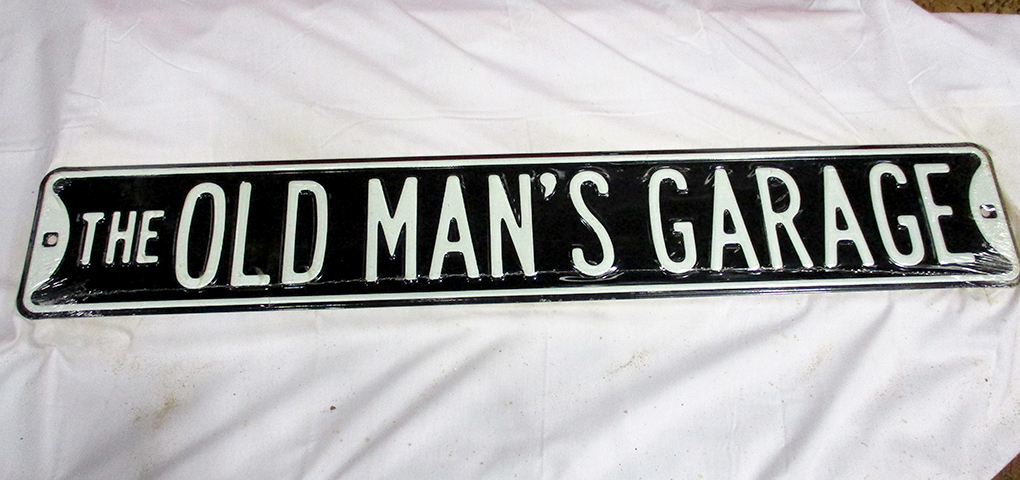 THE OLD MAN'S GARAGE